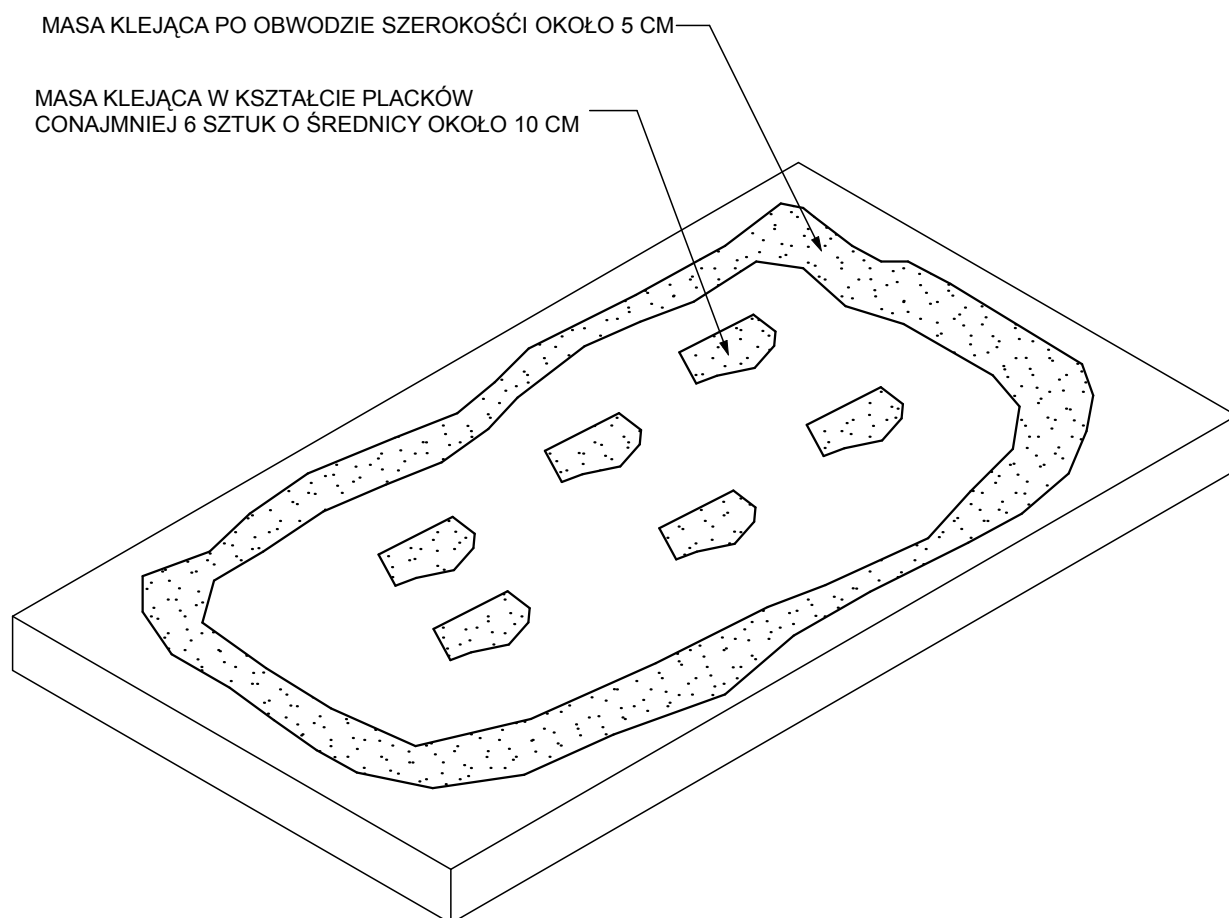 MASA KLEJĄCA PO OBWODZIE SZEROKOŚĆI OKOŁO 5 CM
MASA KLEJĄCA W KSZTAŁCIE PLACKÓW
CONAJMNIEJ 6 SZTUK O ŚREDNICY OKOŁO 10 CM